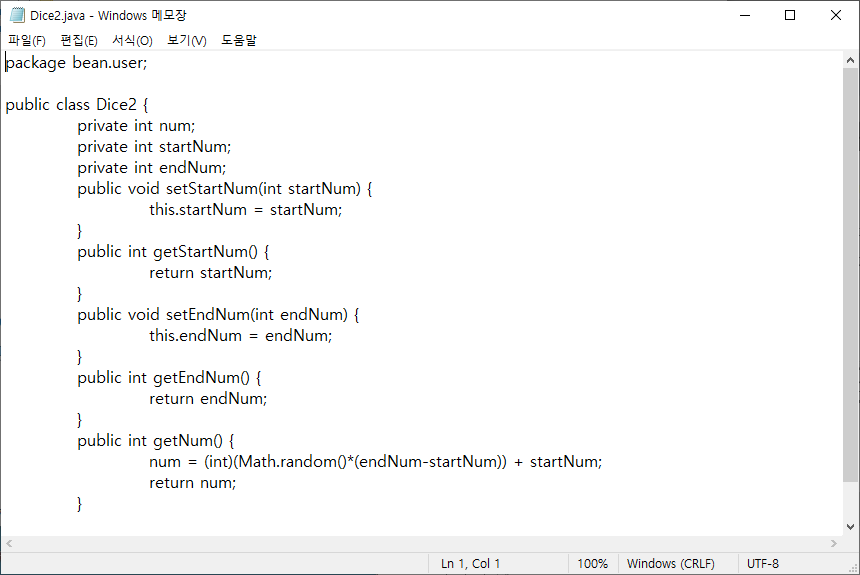 Dice2.java - Windows 메모장
파일(F) 편집(E) 서식(O) 보기(V) 도움말
package bean.user;
public class Dice2 {
private int num;
private int startNum;
private int endNum;
public void setStartNum(int startNum) {
this.startNum = startNum;
}
public int getStartNum() {
return startNum;
}
public void setEndNum(int endNum) {
this.endNum = endNum;
}
public int getEndNum() {
return endNum;
}
public int getNum() {
num = (int)(Math.random()*(endNum-startNum)) + startNum;
return num;
}
Ln 1, Col 1 100% Windows (CRLF) UTF-8